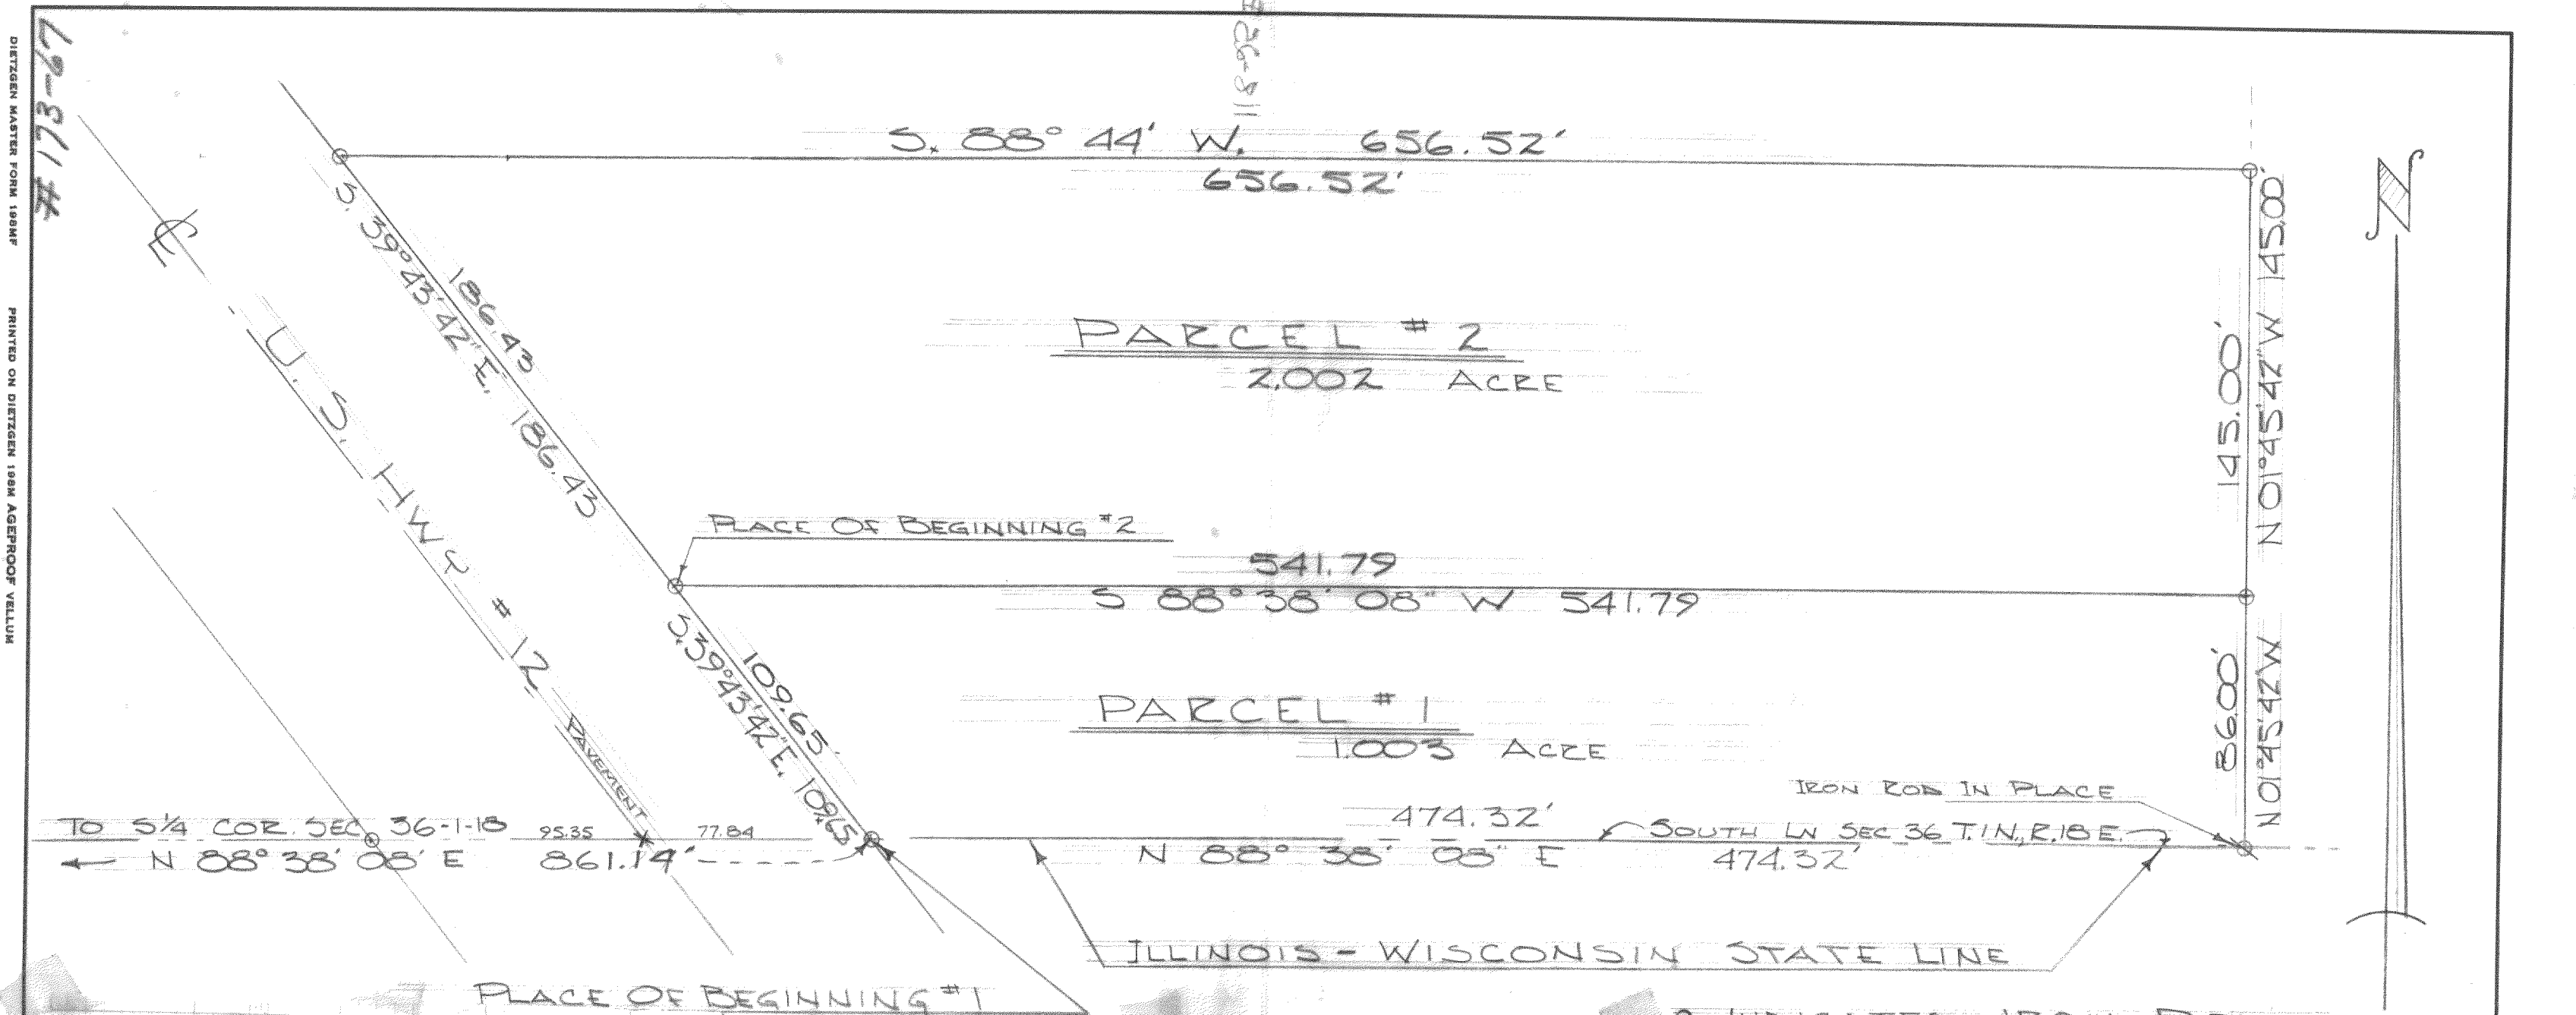 DIETZGEN MASTER FORM 198MF PRINTED ON DIETZGEN 198M AGEPROOF VELLUM
# 1783-67
S. 88° 44' W. 656.52'
656.52'
S. 39° 43' 42" E. 186.43
186.43
N 01° 45' 42" W 145.00'
145.00'
℄
U. S. HWY # 12
PARCEL # 2
2.002 ACRE
PLACE OF BEGINNING #2
541.79
S 88° 38' 08" W 541.79
S. 39° 43' 42" E. 109.65
109.65'
PARCEL # 1
1.003 ACRE
86.00'
N 01° 45' 42 W
IRON ROD IN PLACE
PAVEMENT
TO S 1/4 COR. SEC 36-1-18 95.35 77.84
N 88° 38' 08' E 861.14'
474.32'
SOUTH LN SEC 36 T.1N., R.18 E.
N 88° 38' 08" E 474.32'
ILLINOIS - WISCONSIN STATE LINE
PLACE OF BEGINNING #1
N